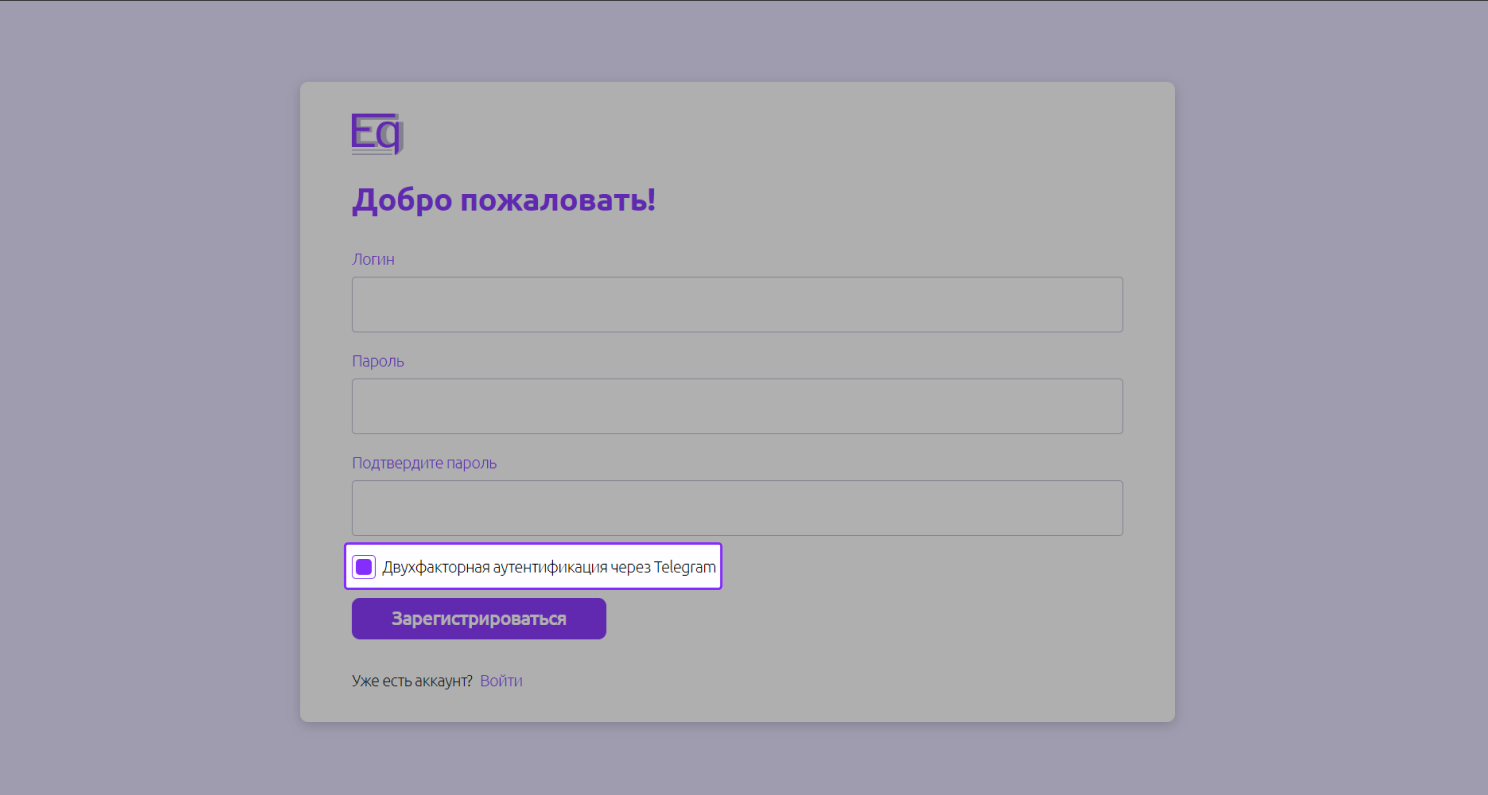 Eq
Добро пожаловать!
Логин
Пароль
Подтвердите пароль
Двухфакторная аутентификация через Telegram
Зарегистрироваться
Уже есть аккаунт? Войти